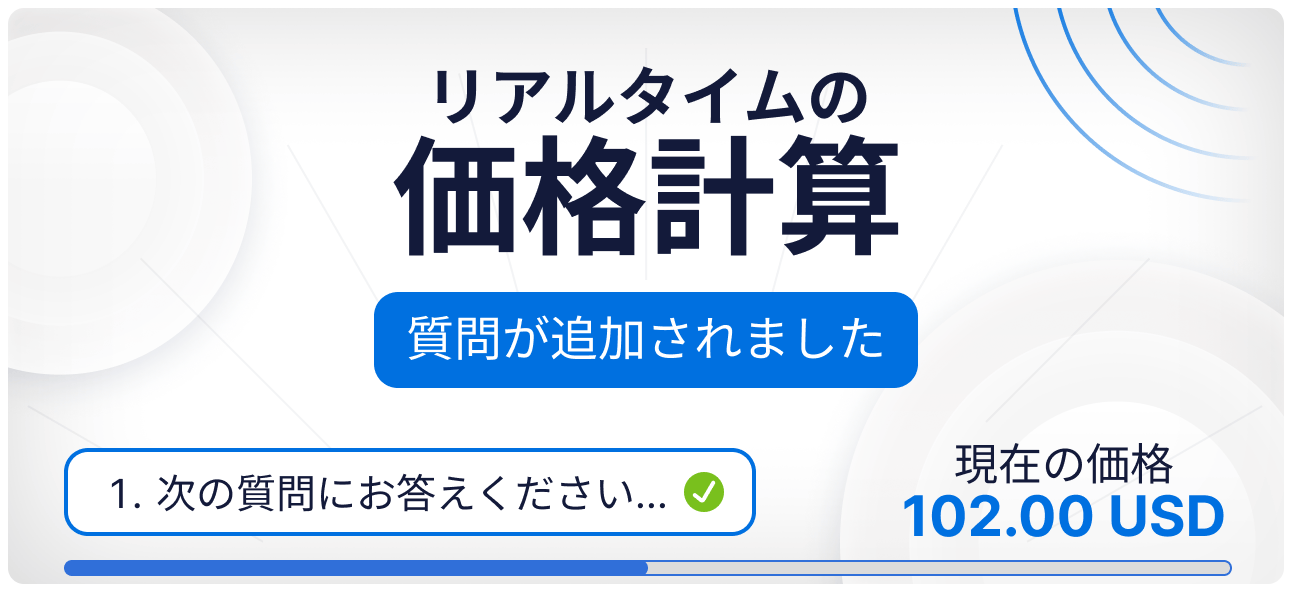 リアルタイムの
価格計算
質問が追加されました
1. 次の質問にお答えください...
現在の価格
102.00 USD